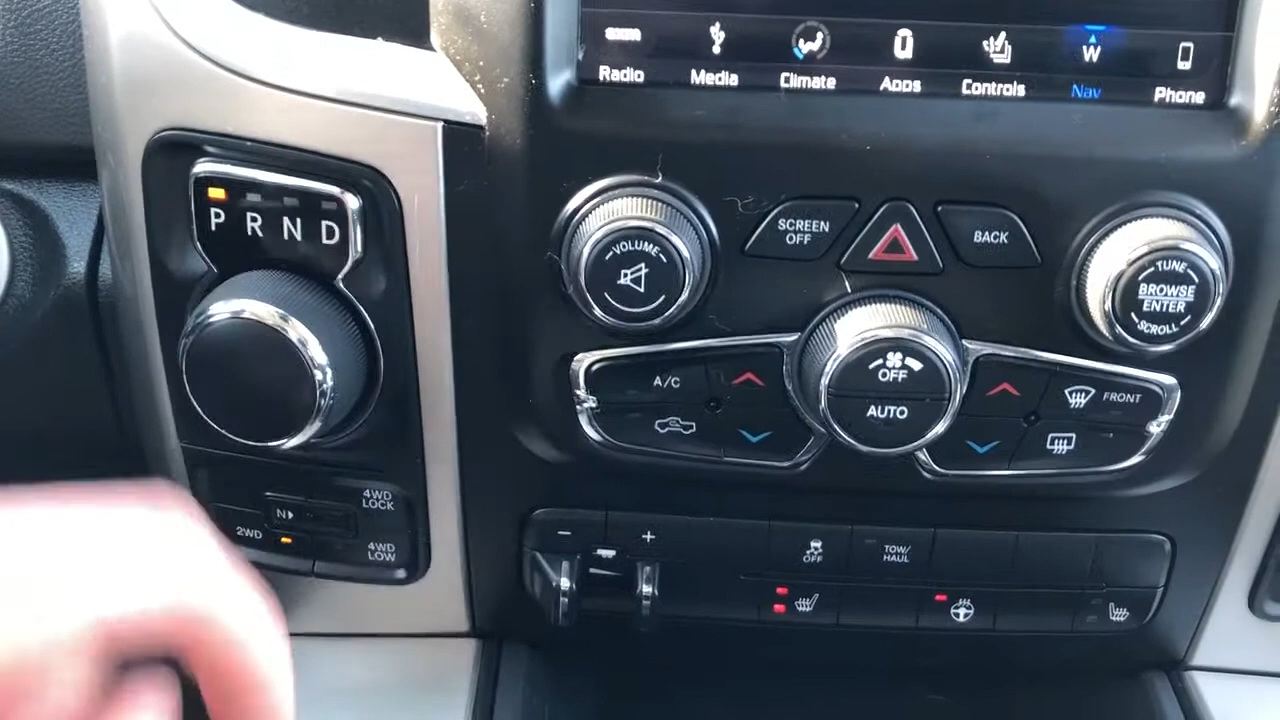 Radio
Media
Climate
Apps
Controls
W
Nav
Phone
P R N D
VOLUME
SCREEN
OFF
BACK
TUNE
BROWSE
ENTER
SCROLL
A/C
OFF
AUTO
FRONT
4WD
LOCK
N
2WD
4WD
LOW
- +
OFF
TOW/
HAUL